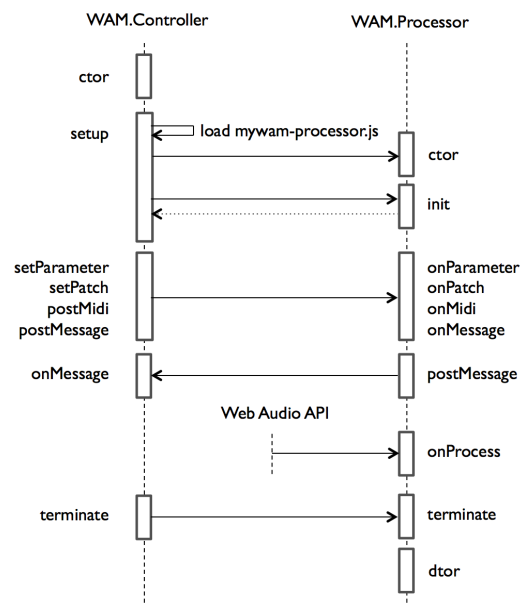 WAM.Controller
WAM.Processor
ctor
setup
load mywam-processor.js
ctor
init
setParameter
setPatch
postMidi
postMessage
onParameter
onPatch
onMidi
onMessage
onMessage
postMessage
Web Audio API
onProcess
terminate
terminate
dtor